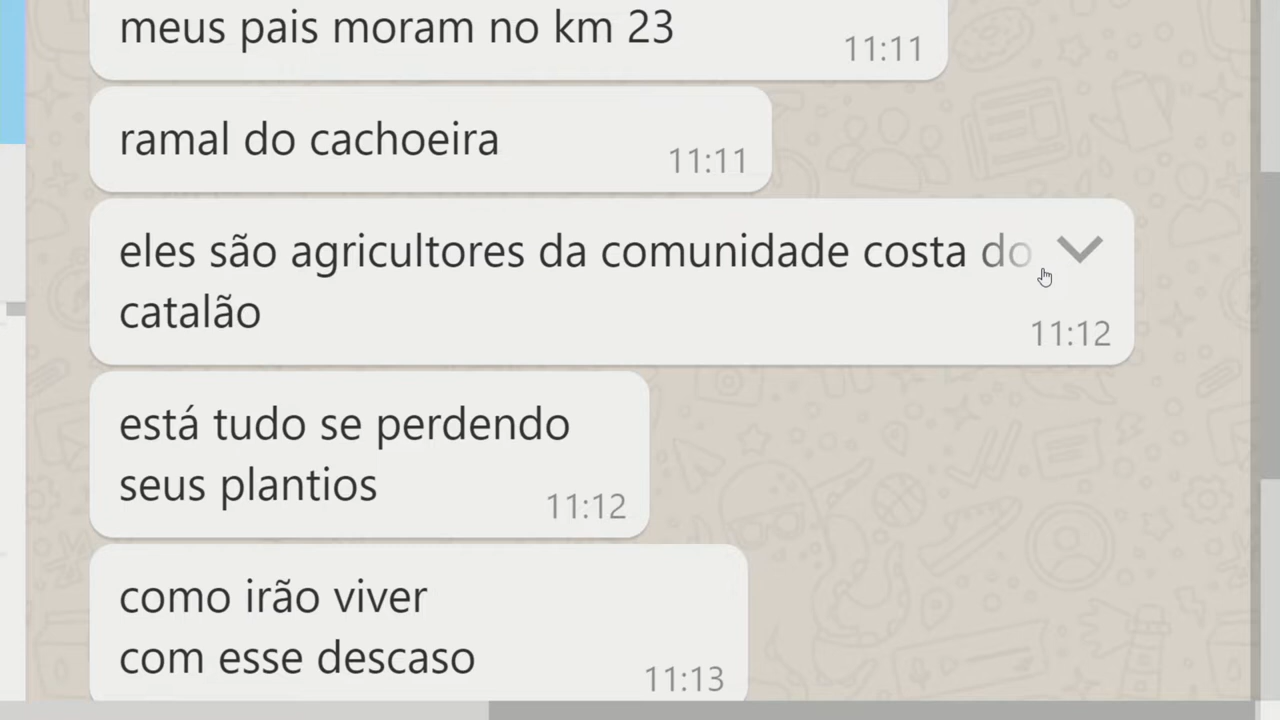 meus pais moram no km 23
11:11
ramal do cachoeira
11:11
eles são agricultores da comunidade costa do
catalão
11:12
está tudo se perdendo
seus plantios
11:12
como irão viver
com esse descaso
11:13